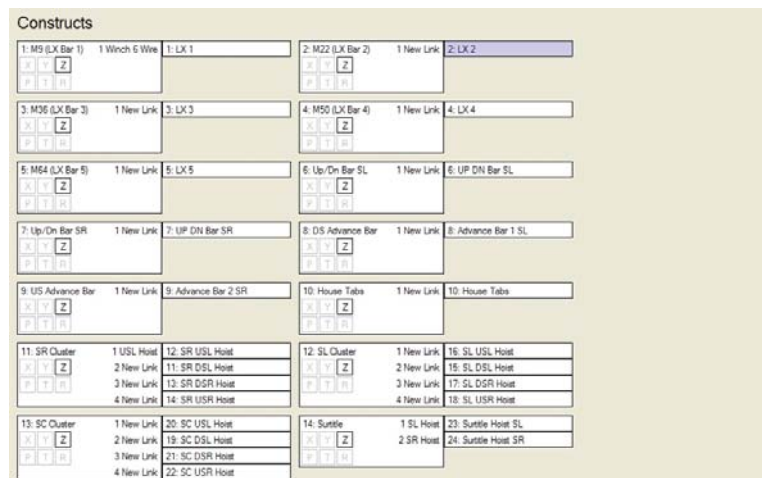 Constructs
1: M9 (LX Bar 1) 1 Winch 6 Wire 1: LX 1
X Y Z
P T R
2: M22 (LX Bar 2) 1 New Link 2: LX 2
X Y Z
P T R
3: M36 (LX Bar 3) 1 New Link 3: LX 3
X Y Z
P T R
4: M50 (LX Bar 4) 1 New Link 4: LX 4
X Y Z
P T R
5: M64 (LX Bar 5) 1 New Link 5: LX 5
X Y Z
P T R
6: Up/Dn Bar SL 1 New Link 6: UP DN Bar SL
X Y Z
P T R
7: Up/Dn Bar SR 1 New Link 7: UP DN Bar SR
X Y Z
P T R
8: DS Advance Bar 1 New Link 8: Advance Bar 1 SL
X Y Z
P T R
9: US Advance Bar 1 New Link 9: Advance Bar 2 SR
X Y Z
P T R
10: House Tabs 1 New Link 10: House Tabs
X Y Z
P T R
11: SR Cluster 1 USL Hoist 12: SR USL Hoist
X Y Z 2 New Link 11: SR DSL Hoist
P T R 3 New Link 13: SR DSR Hoist
4 New Link 14: SR USR Hoist
12: SL Cluster 1 New Link 16: SL USL Hoist
X Y Z 2 New Link 15: SL DSL Hoist
P T R 3 New Link 17: SL DSR Hoist
4 New Link 18: SL USR Hoist
13: SC Cluster 1 New Link 20: SC USL Hoist
X Y Z 2 New Link 19: SC DSL Hoist
P T R 3 New Link 21: SC DSR Hoist
4 New Link 22: SC USR Hoist
14: Surtitle 1 SL Hoist 23: Surtitle Hoist SL
X Y Z 2 SR Hoist 24: Surtitle Hoist SR
P T R